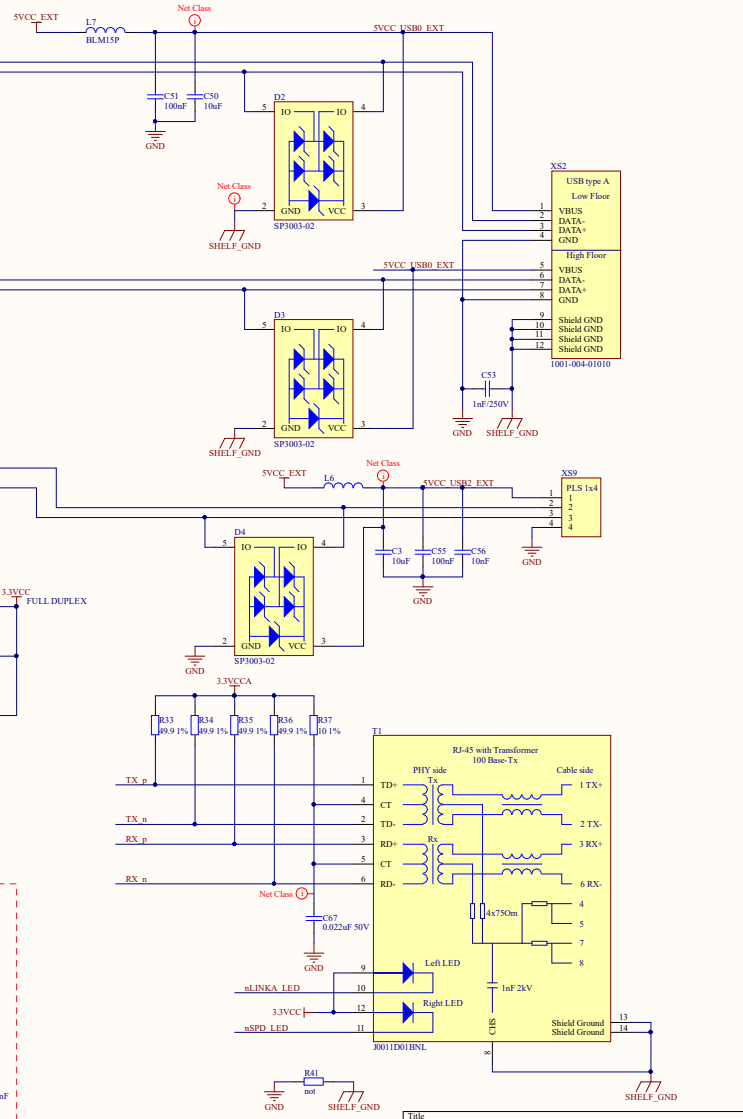 Net Class
5VCC_EXT
L7
BLM15P
5VCC_USB0_EXT
C51
100nF
C50
10uF
GND
D2
5
IO
IO
4
2
GND
VCC
3
SP3003-02
Net Class
SHELF_GND
XS2
USB type A
Low Floor
1
VBUS
2
DATA-
3
DATA+
4
GND
High Floor
5
VBUS
6
DATA-
7
DATA+
8
GND
9
Shield GND
10
Shield GND
11
Shield GND
12
Shield GND
1001-004-01010
5VCC_USB0_EXT
D3
5
IO
IO
4
2
GND
VCC
3
SP3003-02
SHELF_GND
C53
1nF/250V
GND
SHELF_GND
Net Class
5VCC_EXT
L6
5VCC_USB2_EXT
XS9
PLS 1x4
1
1
2
2
3
3
4
4
GND
D4
5
IO
IO
4
2
GND
VCC
3
SP3003-02
GND
C3
10uF
C55
100nF
C56
10nF
GND
3.3VCC
FULL DUPLEX
3.3VCCA
R33
49.9 1%
R34
49.9 1%
R35
49.9 1%
R36
49.9 1%
R37
10 1%
T1
RJ-45 with Transformer
100 Base-Tx
PHY side
Cable side
Tx
TX_p
1
TD+
1 TX+
4
CT
TX_n
2
TD-
2 TX-
RX_p
3
RD+
Rx
3 RX+
5
CT
RX_n
6
RD-
6 RX-
Net Class
C67
0.022uF 50V
GND
4x75Om
4
5
7
8
9
Left LED
nLINKA_LED
10
1nF 2kV
3.3VCC
12
Right LED
nSPD_LED
11
CHS
8
Shield Ground
13
Shield Ground
14
J0011D01BNL
SHELF_GND
R41
not
GND
SHELF_GND
nF
Title